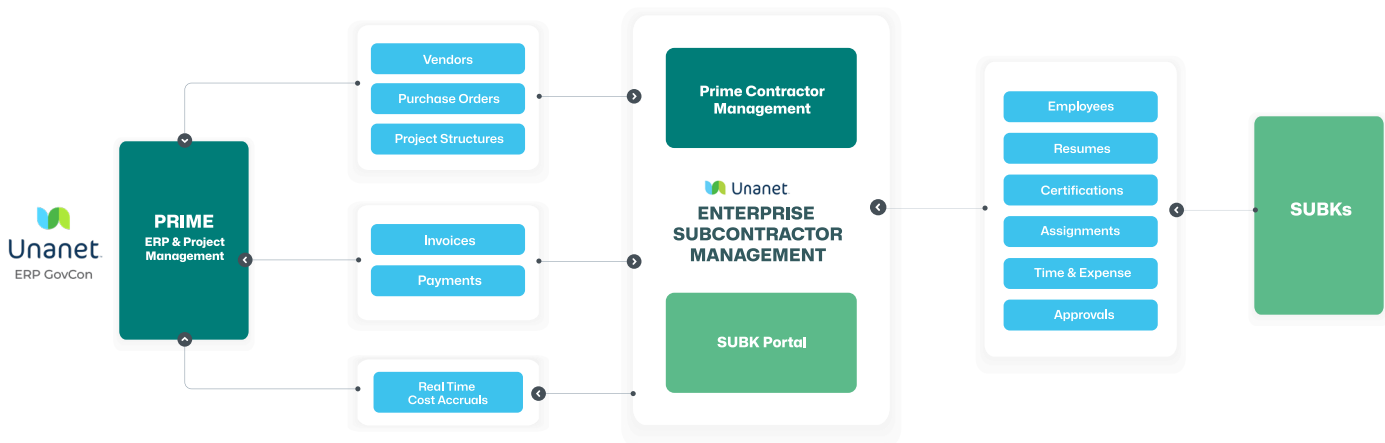 Unanet
ERP GovCon
PRIME
ERP & Project
Management
Vendors
Purchase Orders
Project Structures
Invoices
Payments
Real Time
Cost Accruals
Prime Contractor
Management
Unanet
ENTERPRISE
SUBCONTRACTOR
MANAGEMENT
SUBK Portal
Employees
Resumes
Certifications
Assignments
Time & Expense
Approvals
SUBKs